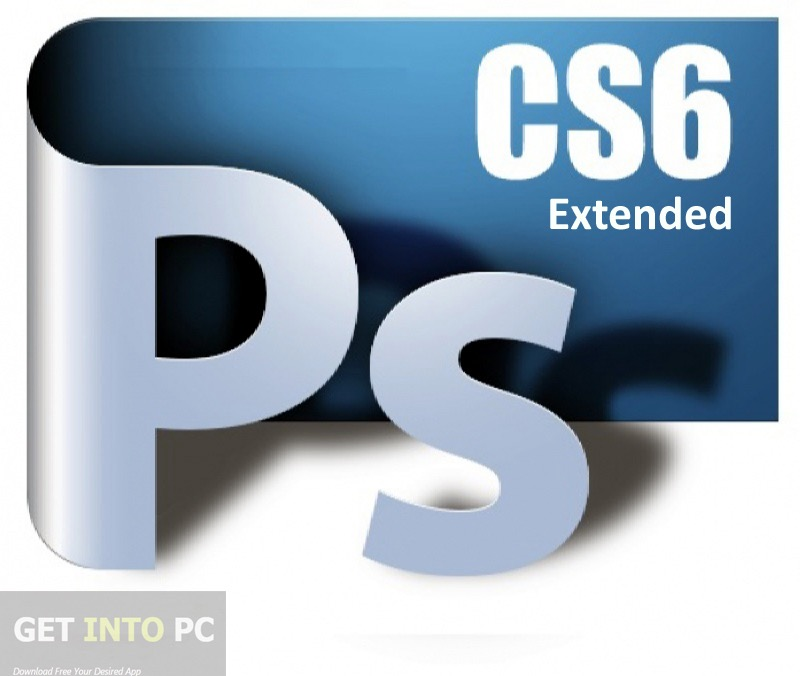 CS6
Extended
Ps
GET INTO PC
Download Free Your Desired App